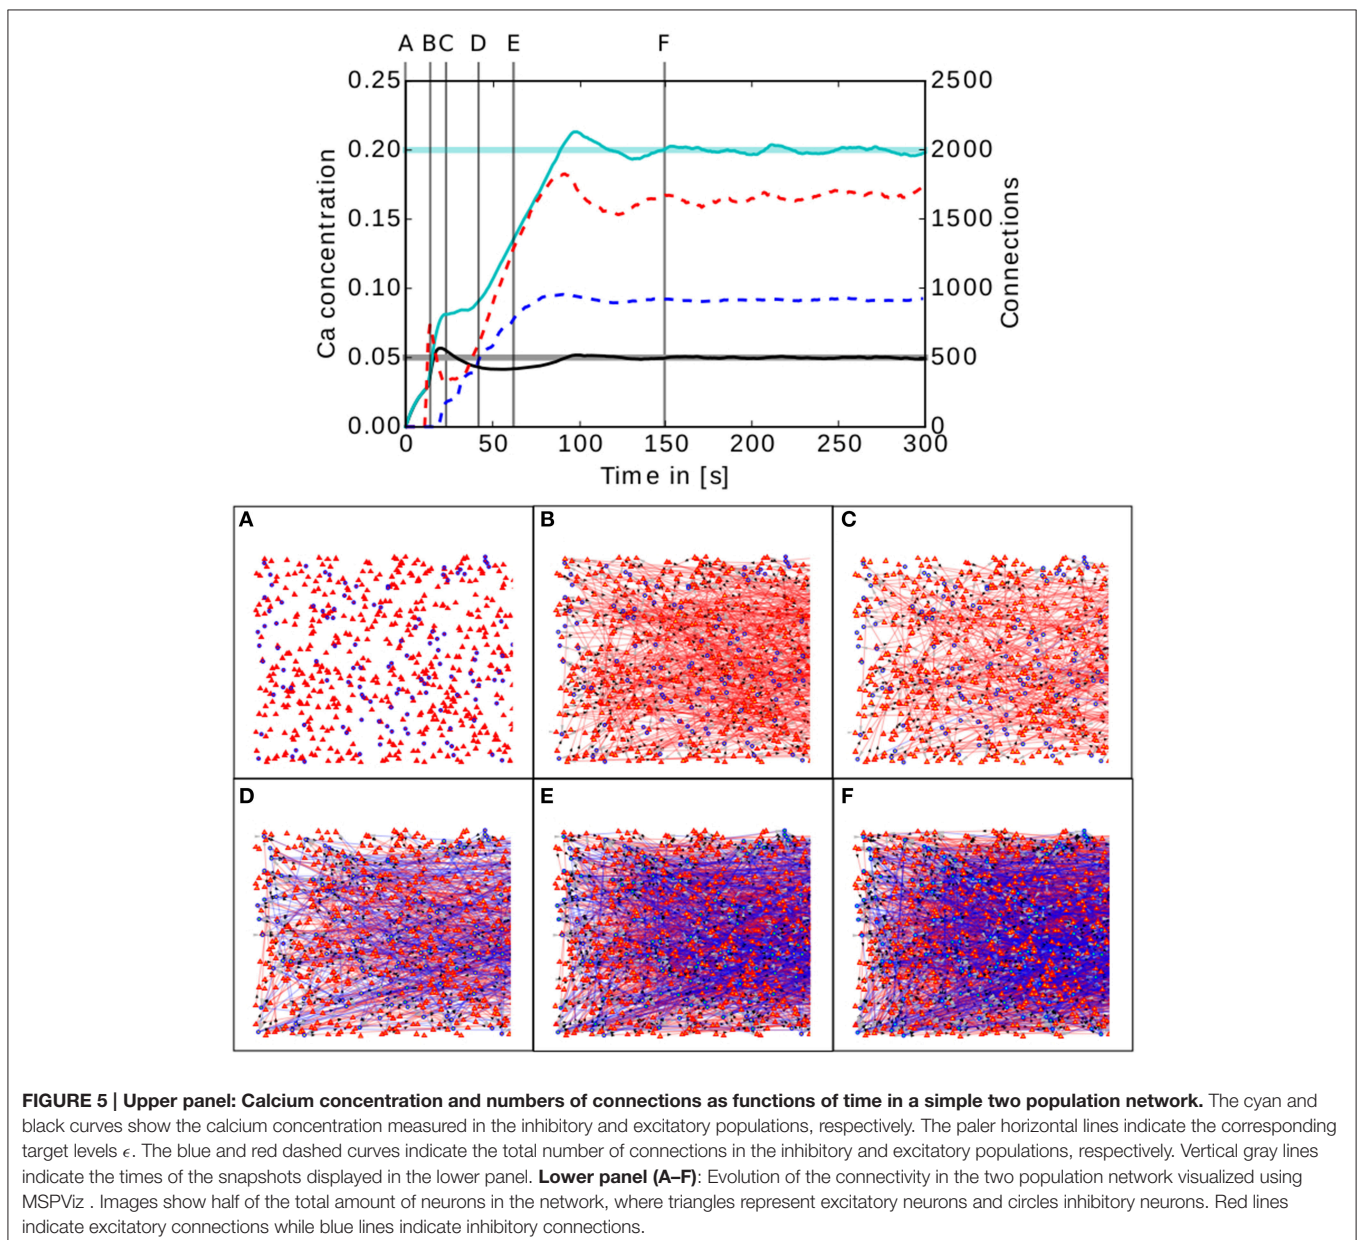 A B C D E F
0.25 2500
0.20 2000
0.15 1500
0.10 1000
0.05 500
0.00 0
Ca concentration
Connections
0 50 100 150 200 250 300
Time in [s]
A B C
D E F
FIGURE 5 | Upper panel: Calcium concentration and numbers of connections as functions of time in a simple two population network. The cyan and
black curves show the calcium concentration measured in the inhibitory and excitatory populations, respectively. The paler horizontal lines indicate the corresponding
target levels ϵ. The blue and red dashed curves indicate the total number of connections in the inhibitory and excitatory populations, respectively. Vertical gray lines
indicate the times of the snapshots displayed in the lower panel. Lower panel (A–F): Evolution of the connectivity in the two population network visualized using
MSPViz . Images show half of the total amount of neurons in the network, where triangles represent excitatory neurons and circles inhibitory neurons. Red lines
indicate excitatory connections while blue lines indicate inhibitory connections.